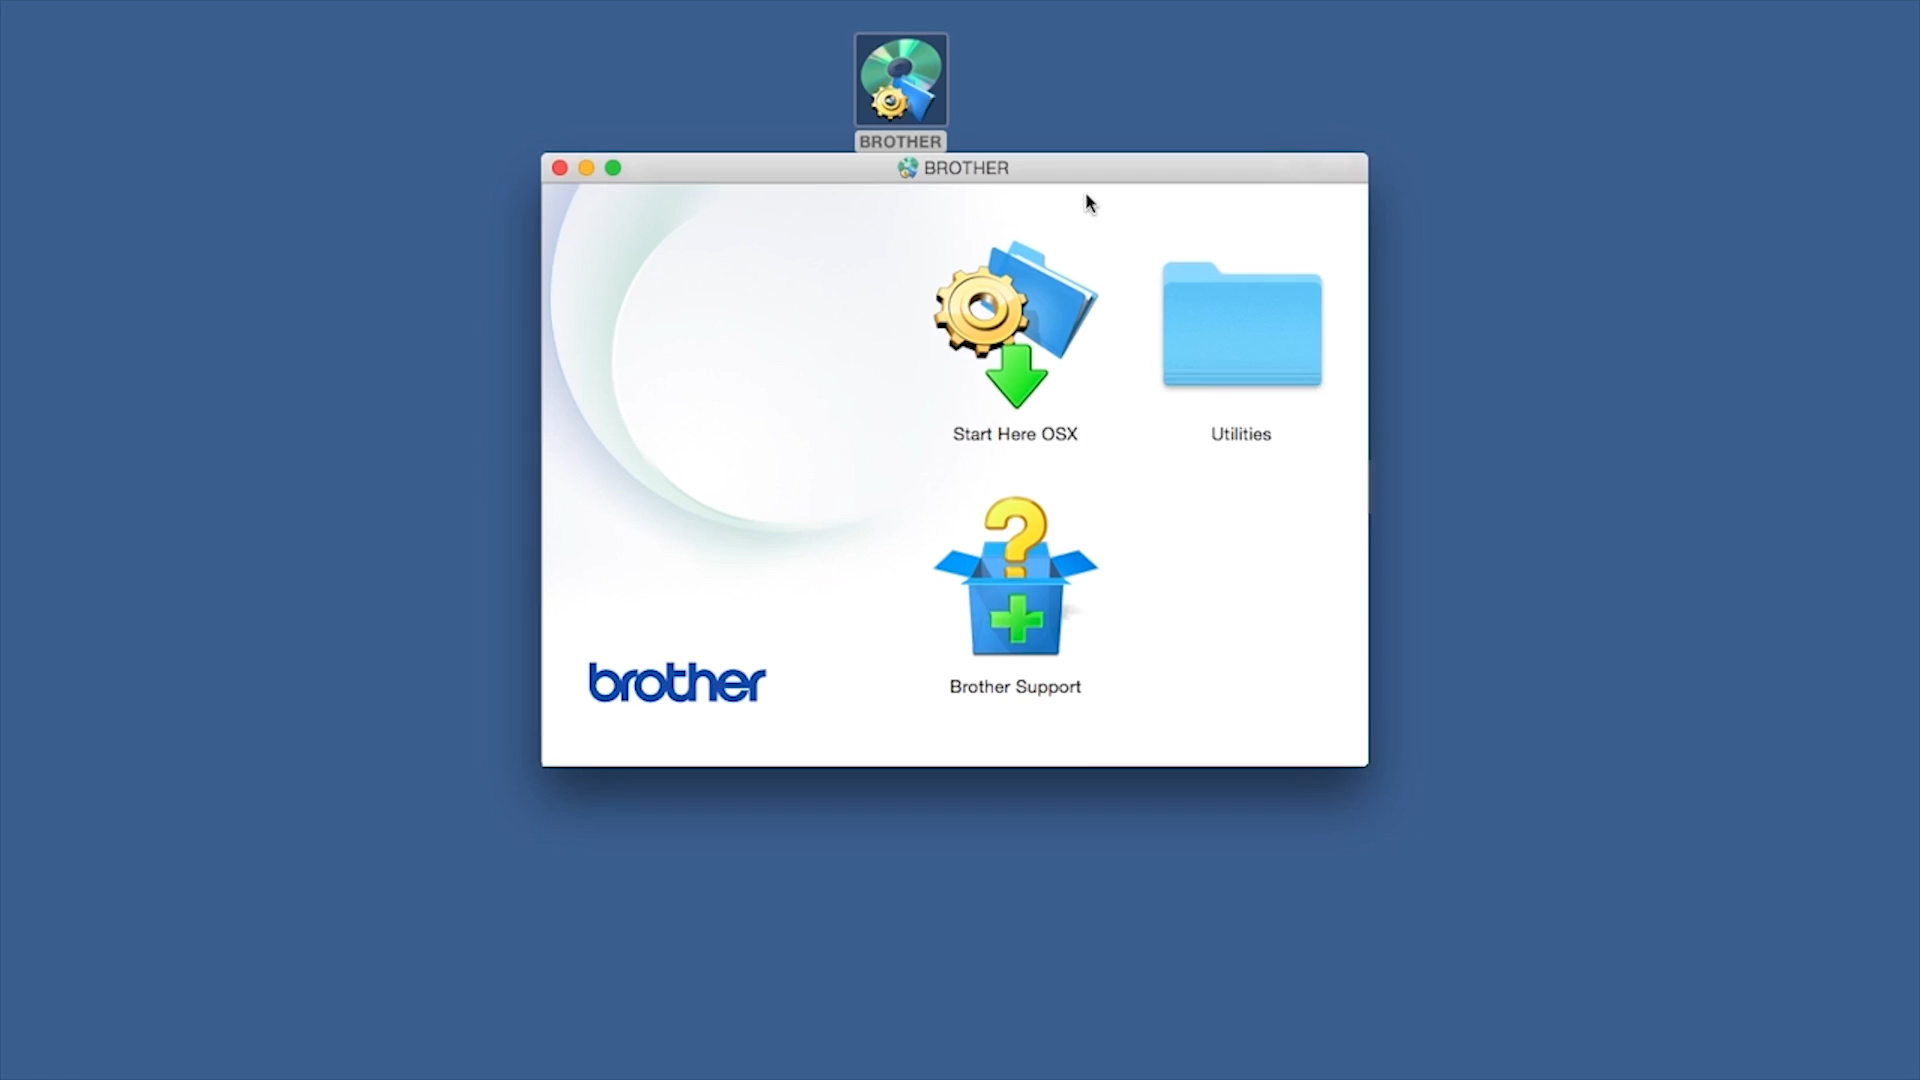 BROTHER
BROTHER
Start Here OSX
Utilities
Brother Support
brother